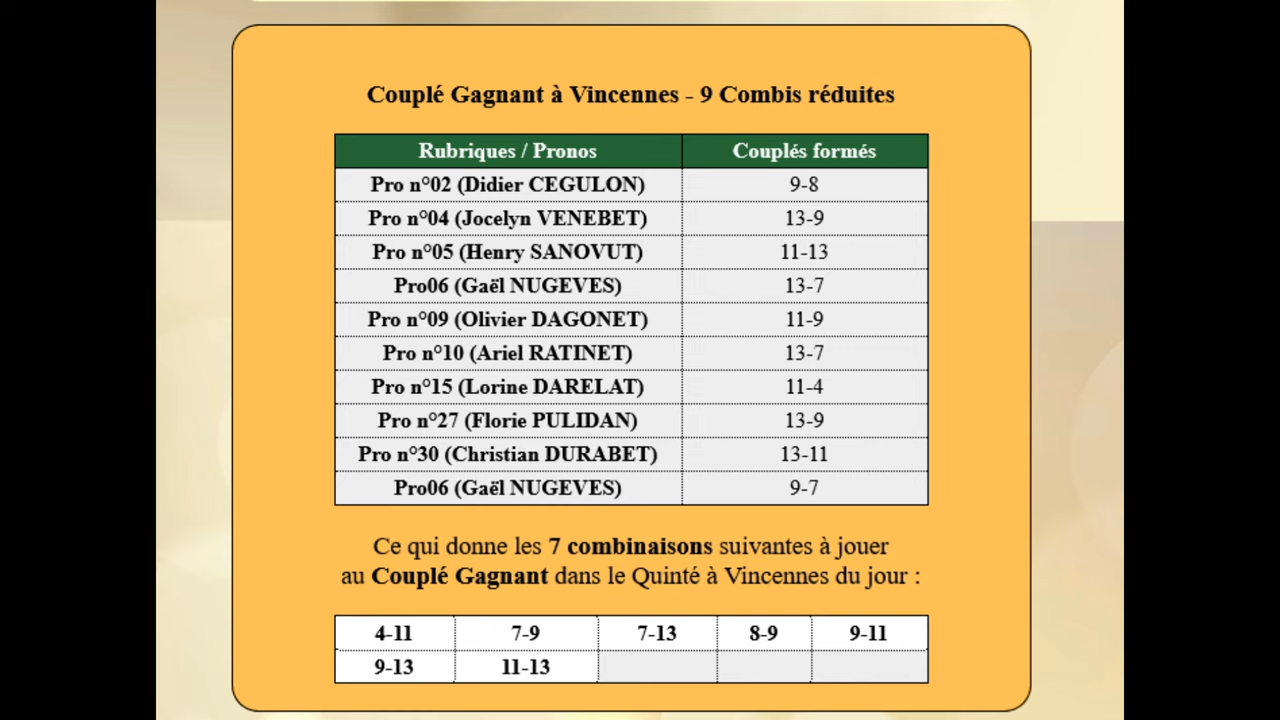 Couplé Gagnant à Vincennes - 9 Combis réduites
Rubriques / Pronos Couplés formés
Pro n°02 (Didier CEGULON) 9-8
Pro n°04 (Jocelyn VENEBET) 13-9
Pro n°05 (Henry SANOVUT) 11-13
Pro06 (Gaël NUGEVES) 13-7
Pro n°09 (Olivier DAGONET) 11-9
Pro n°10 (Ariel RATINET) 13-7
Pro n°15 (Lorine DARELAT) 11-4
Pro n°27 (Florie PULIDAN) 13-9
Pro n°30 (Christian DURABET) 13-11
Pro06 (Gaël NUGEVES) 9-7
Ce qui donne les 7 combinaisons suivantes à jouer
au Couplé Gagnant dans le Quinté à Vincennes du jour :
4-11 7-9 7-13 8-9 9-11
9-13 11-13